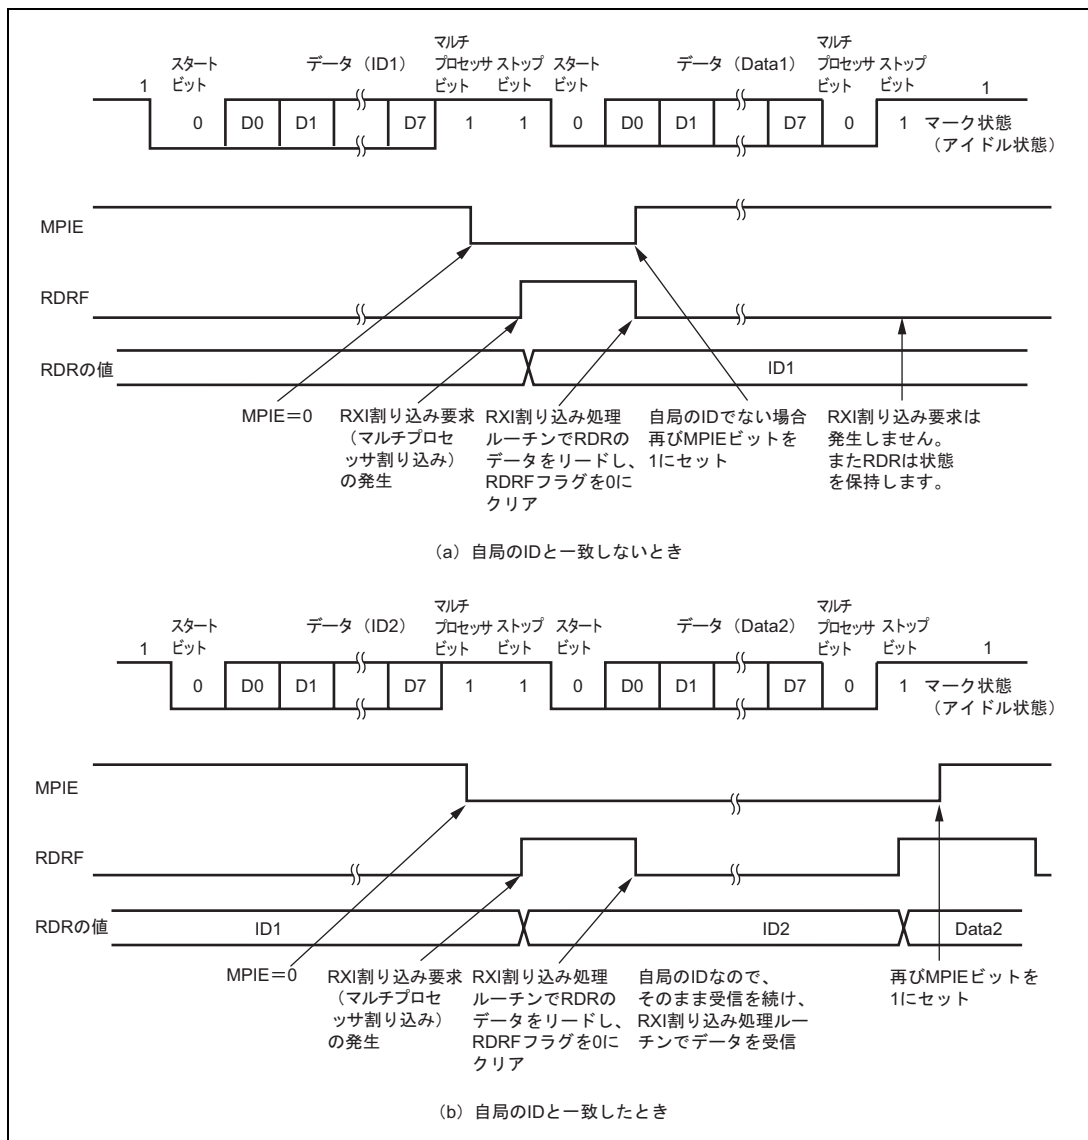 1
スタート
ビット
データ（ID1）
マルチ
プロセッサ
ビット
ストップ
ビット
スタート
ビット
データ（Data1）
マルチ
プロセッサ
ビット
ストップ
ビット
1
0 D0 D1 D7 1 1 0 D0 D1 D7 0 1 マーク状態
（アイドル状態）
MPIE
RDRF
RDRの値
ID1
MPIE＝0
RXI割り込み要求
（マルチプロセ
ッサ割り込み）
の発生
RXI割り込み処理
ルーチンでRDRの
データをリードし、
RDRFフラグを0に
クリア
自局のIDでない場合
再びMPIEビットを
1にセット
RXI割り込み要求は
発生しません。
またRDRは状態
を保持します。
（a）自局のIDと一致しないとき
1
スタート
ビット
データ（ID2）
マルチ
プロセッサ
ビット
ストップ
ビット
スタート
ビット
データ（Data2）
マルチ
プロセッサ
ビット
ストップ
ビット
1
0 D0 D1 D7 1 1 0 D0 D1 D7 0 1 マーク状態
（アイドル状態）
MPIE
RDRF
RDRの値
ID1
ID2
Data2
MPIE＝0
RXI割り込み要求
（マルチプロセ
ッサ割り込み）
の発生
RXI割り込み処理
ルーチンでRDRの
データをリードし、
RDRFフラグを0に
クリア
自局のIDなので、
そのまま受信を続け、
RXI割り込み処理ルー
チンでデータを受信
再びMPIEビットを
1にセット
（b）自局のIDと一致したとき